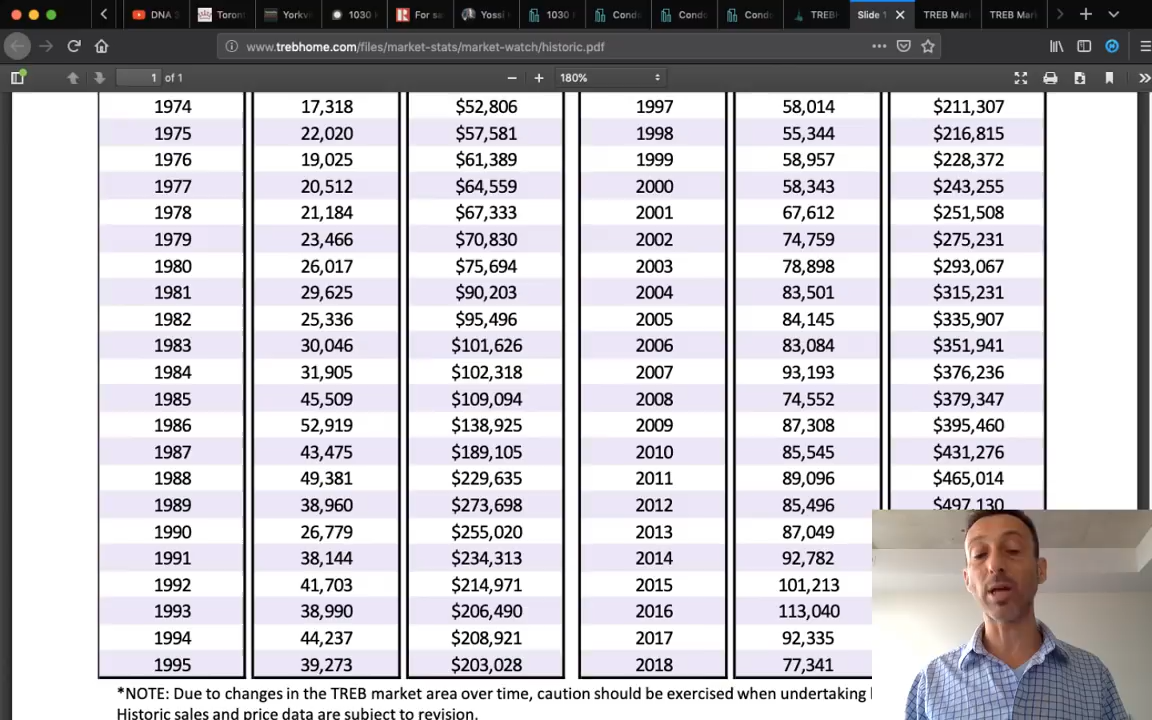 DNA
Toron
Yorkvi
1030
For sa
Yossi
1030
Condo
Condo
Condo
TREBH
Slide 1
TREB Mar
TREB Mar
www.trebhome.com/files/market-stats/market-watch/historic.pdf
1 of 1
180%
1974 17,318 $52,806 1997 58,014 $211,307
1975 22,020 $57,581 1998 55,344 $216,815
1976 19,025 $61,389 1999 58,957 $228,372
1977 20,512 $64,559 2000 58,343 $243,255
1978 21,184 $67,333 2001 67,612 $251,508
1979 23,466 $70,830 2002 74,759 $275,231
1980 26,017 $75,694 2003 78,898 $293,067
1981 29,625 $90,203 2004 83,501 $315,231
1982 25,336 $95,496 2005 84,145 $335,907
1983 30,046 $101,626 2006 83,084 $351,941
1984 31,905 $102,318 2007 93,193 $376,236
1985 45,509 $109,094 2008 74,552 $379,347
1986 52,919 $138,925 2009 87,308 $395,460
1987 43,475 $189,105 2010 85,545 $431,276
1988 49,381 $229,635 2011 89,096 $465,014
1989 38,960 $273,698 2012 85,496 $497,130
1990 26,779 $255,020 2013 87,049
1991 38,144 $234,313 2014 92,782
1992 41,703 $214,971 2015 101,213
1993 38,990 $206,490 2016 113,040
1994 44,237 $208,921 2017 92,335
1995 39,273 $203,028 2018 77,341
*NOTE: Due to changes in the TREB market area over time, caution should be exercised when undertaking
Historic sales and price data are subject to revision.